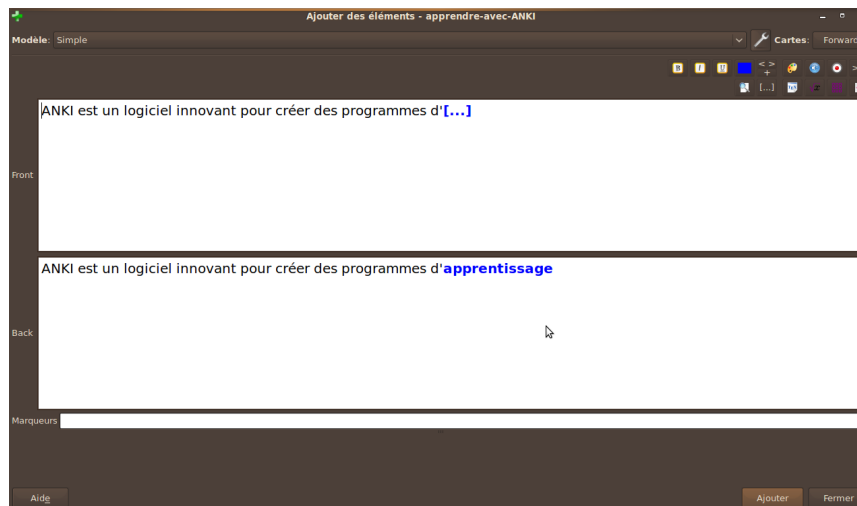 Ajouter des éléments - apprendre-avec-ANKI
Modèle: Simple
Cartes: Forward
B I U
[...]
ANKI est un logiciel innovant pour créer des programmes d'[...]
Front
ANKI est un logiciel innovant pour créer des programmes d'apprentissage
Back
Marqueurs
Aide
Ajouter
Fermer